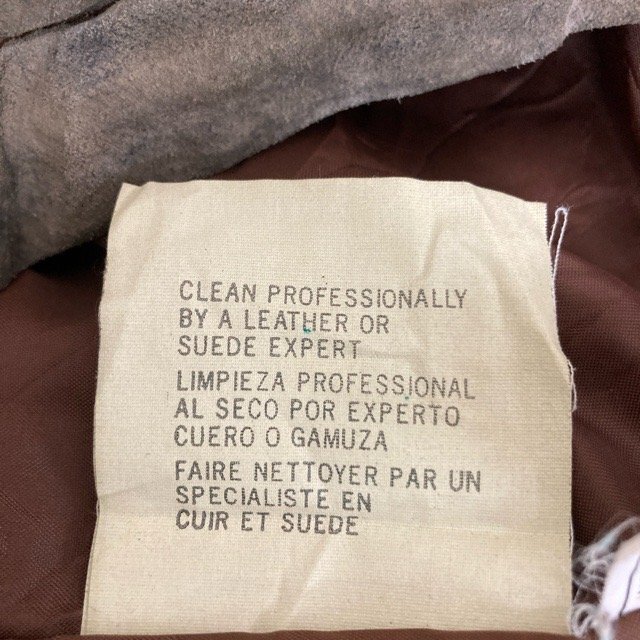 CLEAN PROFESSIONALLY
BY A LEATHER OR
SUEDE EXPERT
LIMPIEZA PROFESSIONAL
AL SECO POR EXPERTO
CUERO O GAMUZA
FAIRE NETTOYER PAR UN
SPECIALISTE EN
CUIR ET SUEDE